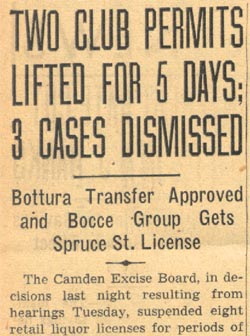 TWO CLUB PERMITS
LIFTED FOR 5 DAYS;
3 CASES DISMISSED
Bottura Transfer Approved
and Bocce Group Gets
Spruce St. License
The Camden Excise Board, in de-
cisions last night resulting from
hearings Tuesday, suspended eight
retail liquor licenses for periods of